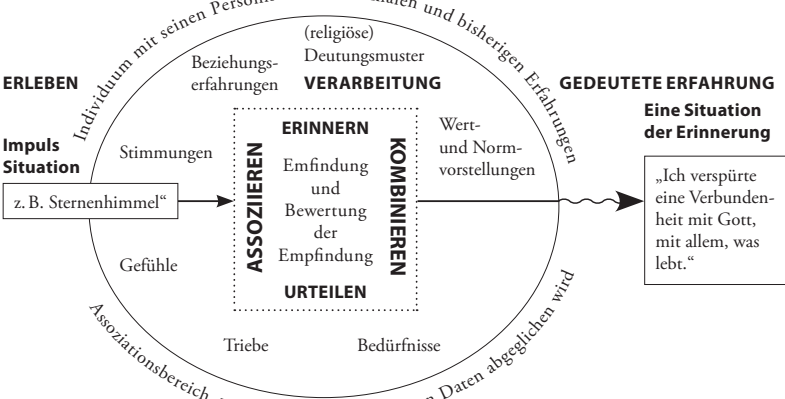 Individuum mit seinen
und bisherigen Erfahrungen
(religiöse)
Deutungsmuster
Beziehungs-
erfahrungen
ERLEBEN
VERARBEITUNG
GEDEUTETE ERFAHRUNG
Eine Situation
der Erinnerung
Impuls
Situation
Stimmungen
ERINNERN
Wert-
und Norm-
vorstellungen
ASSOZIIEREN
Emfindung
und
Bewertung
der
Empfindung
KOMBINIEREN
z. B. Sternenhimmel“
„Ich verspürte
eine Verbunden-
heit mit Gott,
mit allem, was
lebt.“
Gefühle
URTEILEN
Triebe
Bedürfnisse
Assoziationsbereich
Daten abgeglichen wird